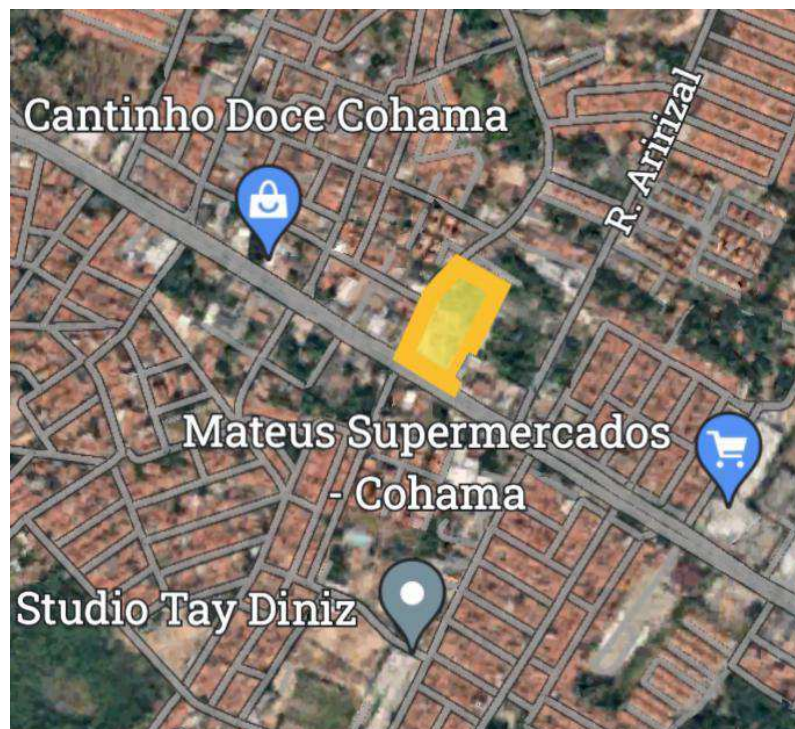 Cantinho Doce Cohama
R. Aririzal
Mateus Supermercados
- Cohama
Studio Tay Diniz